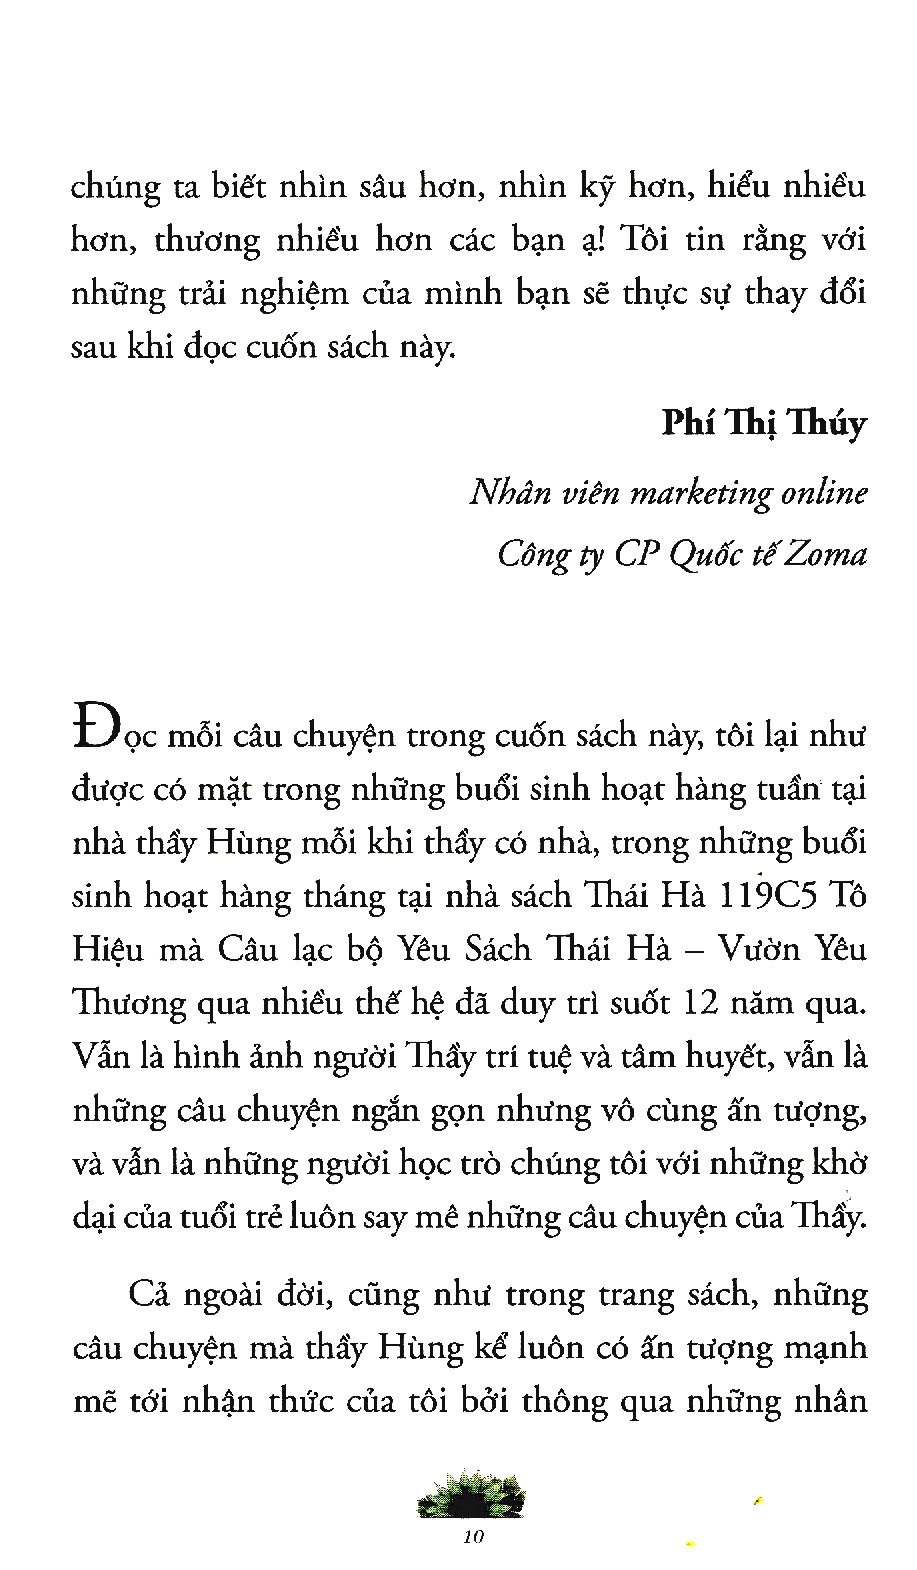 chúng ta biết nhìn sâu hơn, nhìn kỹ hơn, hiểu nhiều
hơn, thương nhiều hơn các bạn ạ! Tôi tin rằng với
những trải nghiệm của mình bạn sẽ thực sự thay đổi
sau khi đọc cuốn sách này.
Phí Thị Thúy
Nhân viên marketing online
Công ty CP Quốc tế Zoma
Đọc mỗi câu chuyện trong cuốn sách này, tôi lại như
được có mặt trong những buổi sinh hoạt hàng tuần tại
nhà thầy Hùng mỗi khi thầy có nhà, trong những buổi
sinh hoạt hàng tháng tại nhà sách Thái Hà 119C5 Tô
Hiệu mà Câu lạc bộ Yêu Sách Thái Hà – Vườn Yêu
Thương qua nhiều thế hệ đã duy trì suốt 12 năm qua.
Vẫn là hình ảnh người Thầy trí tuệ và tâm huyết, vẫn là
những câu chuyện ngắn gọn nhưng vô cùng ấn tượng,
và vẫn là những người học trò chúng tôi với những khờ
dại của tuổi trẻ luôn say mê những câu chuyện của Thầy.
Cả ngoài đời, cũng như trong trang sách, những
câu chuyện mà thầy Hùng kể luôn có ấn tượng mạnh
mẽ tới nhận thức của tôi bởi thông qua những nhân
10